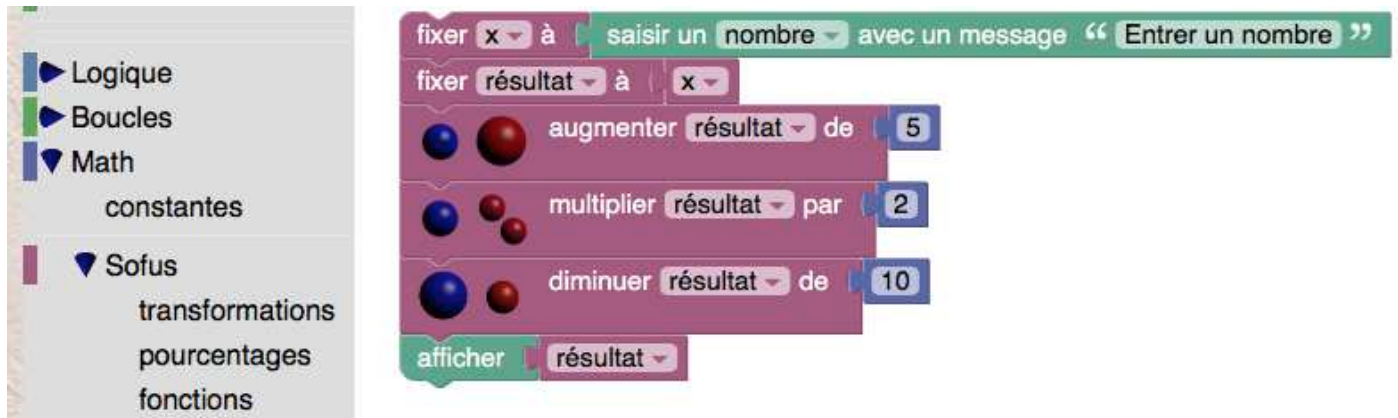 Logique
Boucles
Math
constantes
Sofus
transformations
pourcentages
fonctions
fixer x à saisir un nombre avec un message “ Entrer un nombre ”
fixer résultat à x
augmenter résultat de 5
multiplier résultat par 2
diminuer résultat de 10
afficher résultat